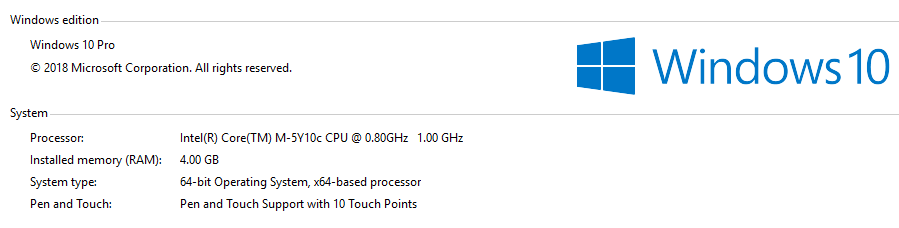 Windows edition
Windows 10 Pro
© 2018 Microsoft Corporation. All rights reserved.
Windows 10
System
Processor: Intel(R) Core(TM) M-5Y10c CPU @ 0.80GHz 1.00 GHz
Installed memory (RAM): 4.00 GB
System type: 64-bit Operating System, x64-based processor
Pen and Touch: Pen and Touch Support with 10 Touch Points